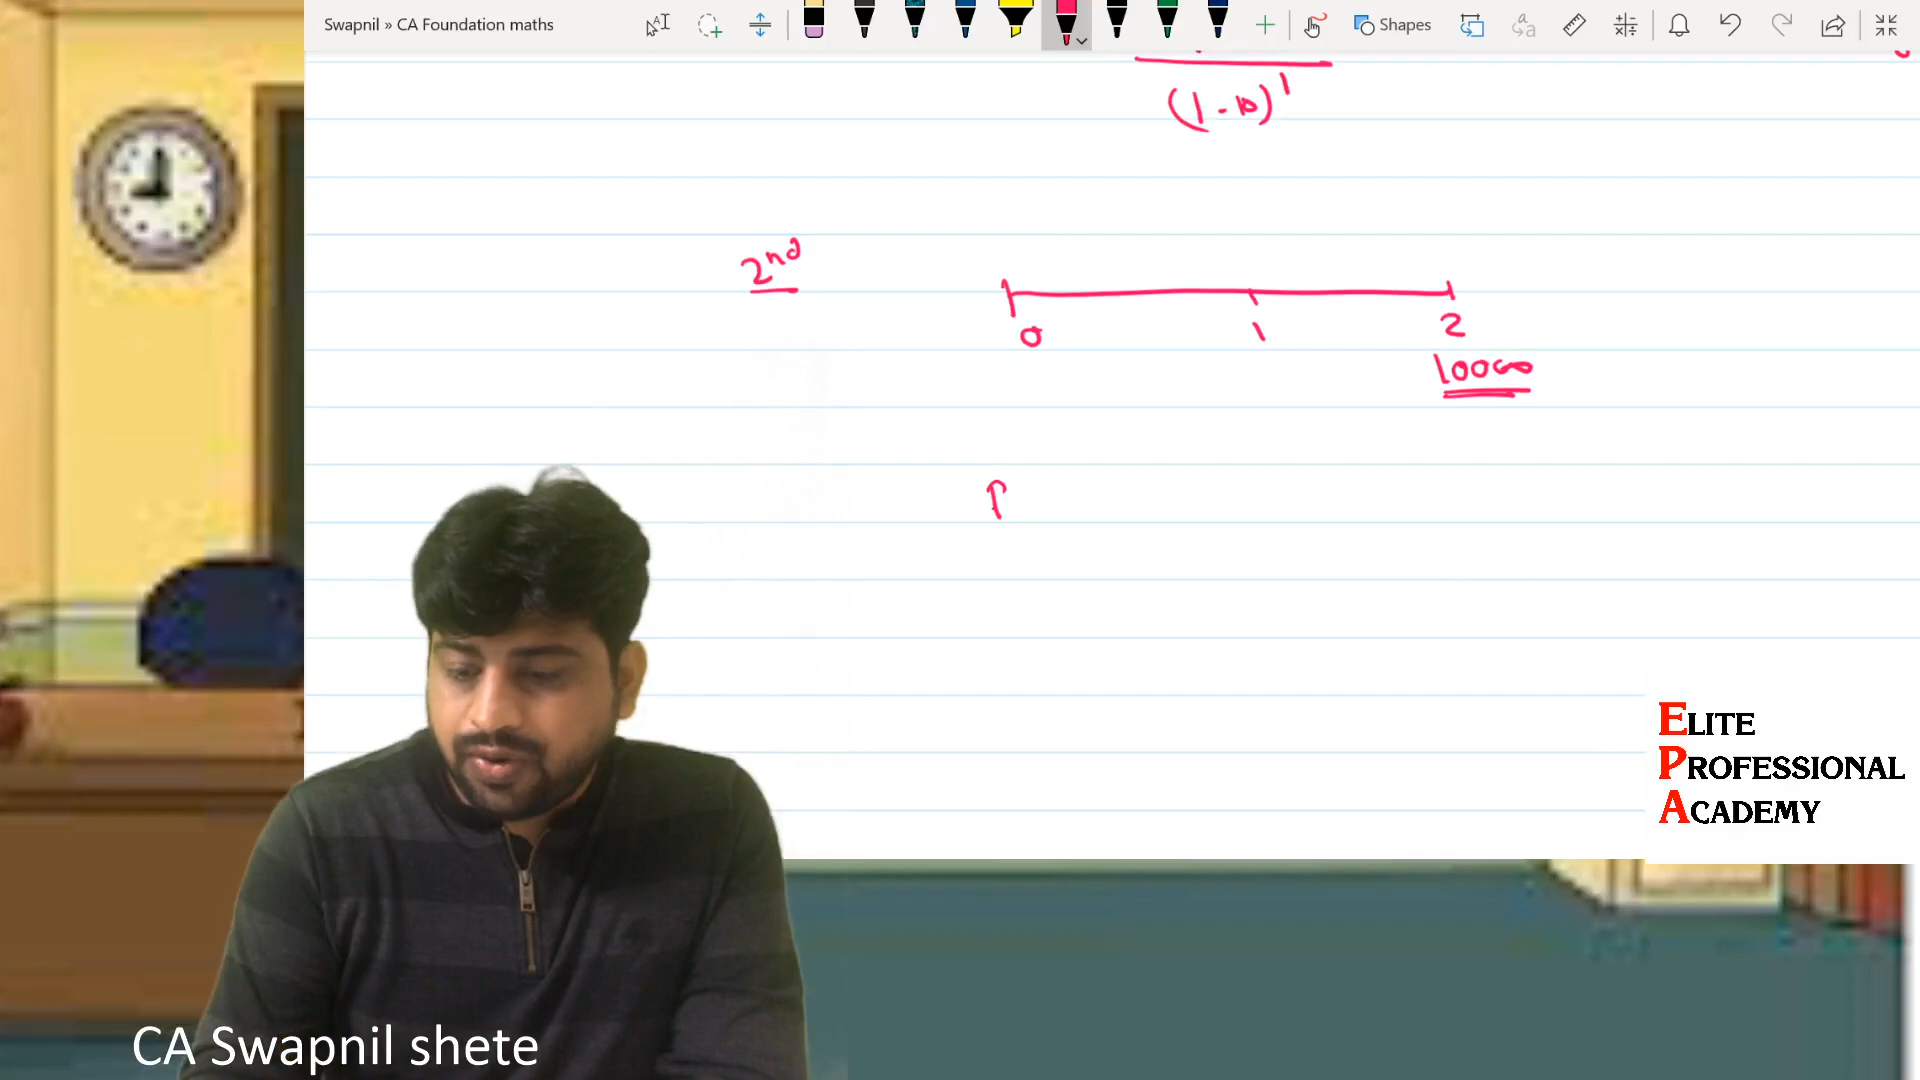 Swapnil » CA Foundation maths
Shapes
(1-10)^1
2nd
0 1 2
10000
P
ELITE
PROFESSIONAL
ACADEMY
CA Swapnil shete